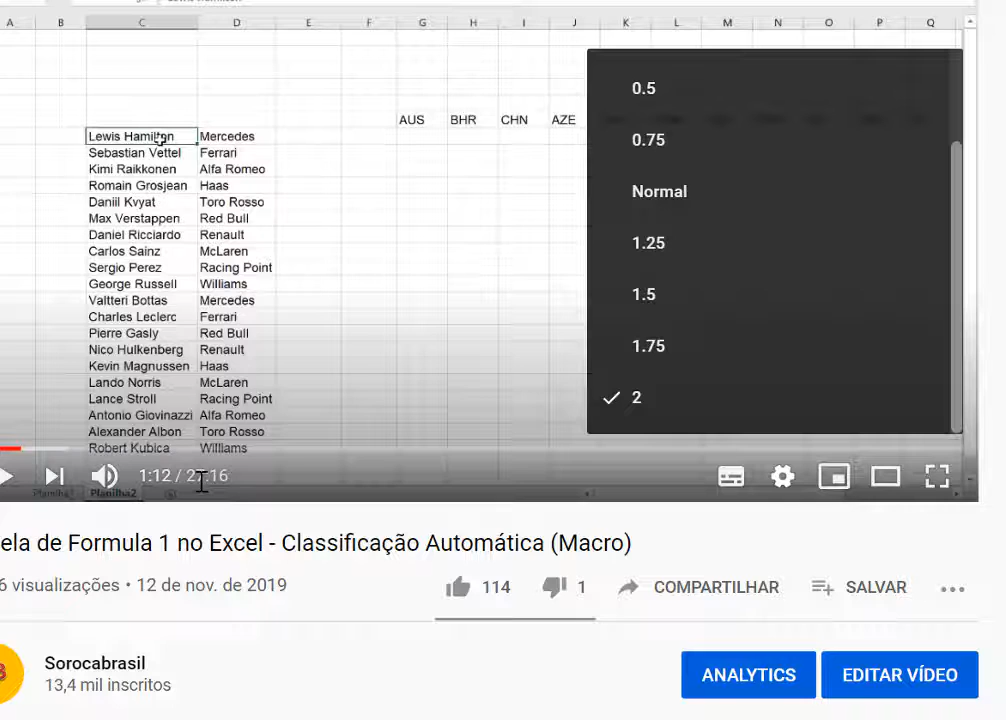 A B C D E F G H I J K L M N O P Q
AUS BHR CHN AZE
Lewis Hamilton Mercedes
Sebastian Vettel Ferrari
Kimi Raikkonen Alfa Romeo
Romain Grosjean Haas
Daniil Kvyat Toro Rosso
Max Verstappen Red Bull
Daniel Ricciardo Renault
Carlos Sainz McLaren
Sergio Perez Racing Point
George Russell Williams
Valtteri Bottas Mercedes
Charles Leclerc Ferrari
Pierre Gasly Red Bull
Nico Hulkenberg Renault
Kevin Magnussen Haas
Lando Norris McLaren
Lance Stroll Racing Point
Antonio Giovinazzi Alfa Romeo
Alexander Albon Toro Rosso
Robert Kubica Williams
0.5
0.75
Normal
1.25
1.5
1.75
2
1:12 / 27:16
Planilha2
ela de Formula 1 no Excel - Classificação Automática (Macro)
6 visualizações • 12 de nov. de 2019
114 1 COMPARTILHAR SALVAR
Sorocabrasil
13,4 mil inscritos
ANALYTICS EDITAR VÍDEO